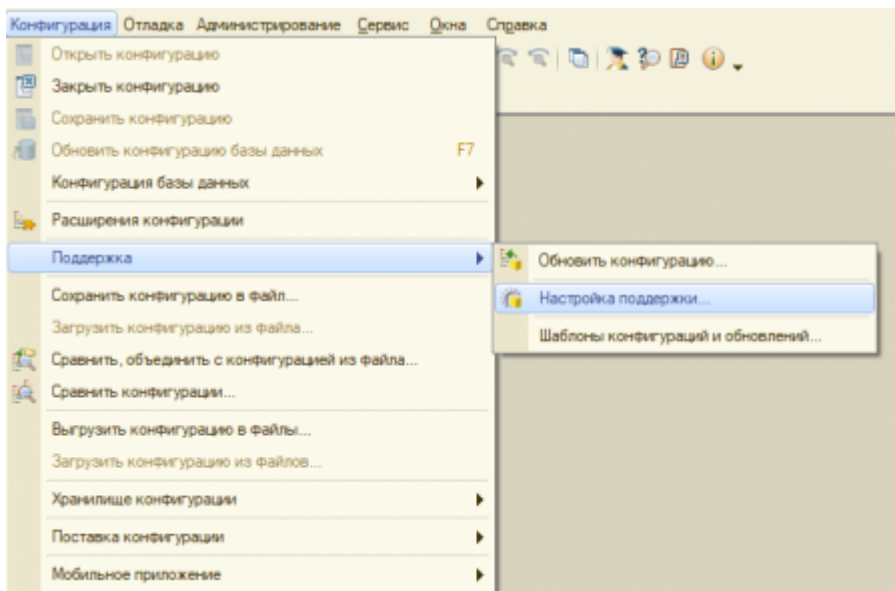 Конфигурация Отладка Администрирование Сервис Окна Справка
Открыть конфигурацию
Закрыть конфигурацию
Сохранить конфигурацию
Обновить конфигурацию базы данных F7
Конфигурация базы данных
Расширения конфигурации
Поддержка
Обновить конфигурацию...
Настройка поддержки...
Шаблоны конфигураций и обновлений...
Сохранить конфигурацию в файл...
Загрузить конфигурацию из файла...
Сравнить, объединить с конфигурацией из файла...
Сравнить конфигурации...
Выгрузить конфигурацию в файлы...
Загрузить конфигурацию из файлов...
Хранилище конфигурации
Поставка конфигурации
Мобильное приложение